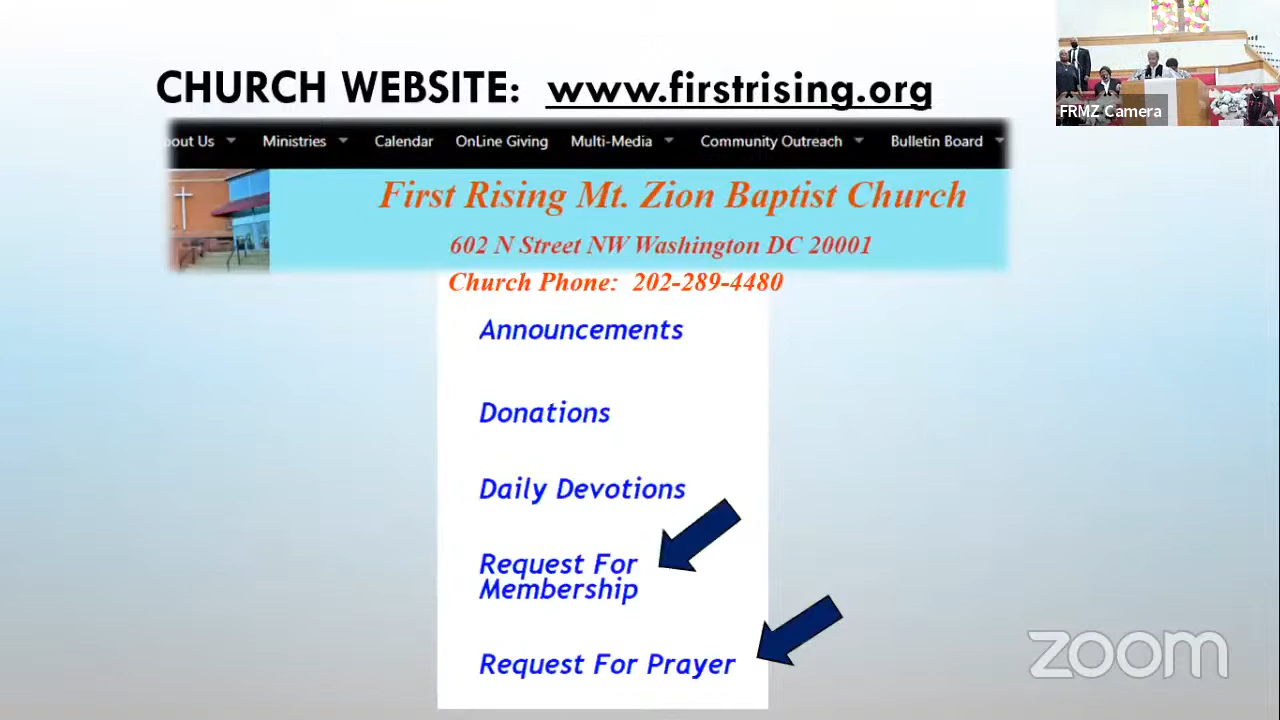 CHURCH WEBSITE: www.firstrising.org
FRMZ Camera
out Us Ministries Calendar OnLine Giving Multi-Media Community Outreach Bulletin Board
First Rising Mt. Zion Baptist Church
602 N Street NW Washington DC 20001
Church Phone: 202-289-4480
Announcements
Donations
Daily Devotions
Request For
Membership
Request For Prayer
zoom